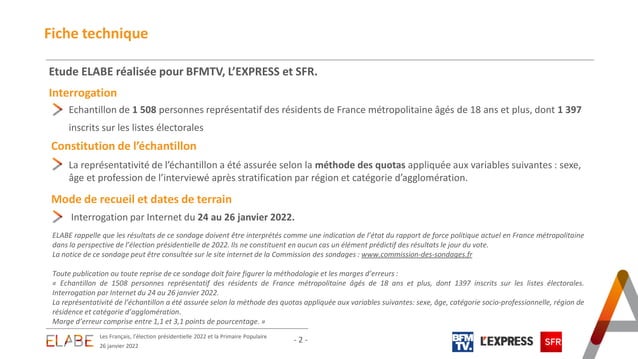 Fiche technique
Etude ELABE réalisée pour BFMTV, L'EXPRESS et SFR.
Interrogation
Echantillon de 1 508 personnes représentatif des résidents de France métropolitaine âgés de 18 ans et plus, dont 1 397
inscrits sur les listes électorales
Constitution de l'échantillon
La représentativité de l'échantillon a été assurée selon la méthode des quotas appliquée aux variables suivantes : sexe,
âge et profession de l'interviewé après stratification par région et catégorie d'agglomération.
Mode de recueil et dates de terrain
Interrogation par Internet du 24 au 26 janvier 2022.
ELABE rappelle que les résultats de ce sondage doivent être interprétés comme une indication de l'état du rapport de force politique actuel en France métropolitaine
dans la perspective de l'élection présidentielle de 2022. Ils ne constituent en aucun cas un élément prédictif des résultats le jour du vote.
La notice de ce sondage peut être consultée sur le site internet de la Commission des sondages : www.commission-des-sondages.fr
Toute publication ou toute reprise de ce sondage doit faire figurer la méthodologie et les marges d'erreurs :
« Echantillon de 1508 personnes représentatif des résidents de France métropolitaine âgés de 18 ans et plus, dont 1397 inscrits sur les listes électorales.
Interrogation par Internet du 24 au 26 janvier 2022.
La représentativité de l'échantillon a été assurée selon la méthode des quotas appliquée aux variables suivantes: sexe, âge, catégorie socio-professionnelle, région de
résidence et catégorie d'agglomération.
Marge d'erreur comprise entre 1,1 et 3,1 points de pourcentage. »
ELABE
Les Français, l'élection présidentielle 2022 et la Primaire Populaire
26 janvier 2022
- 2 -
BFM
TV.
L'EXPRESS
SFR